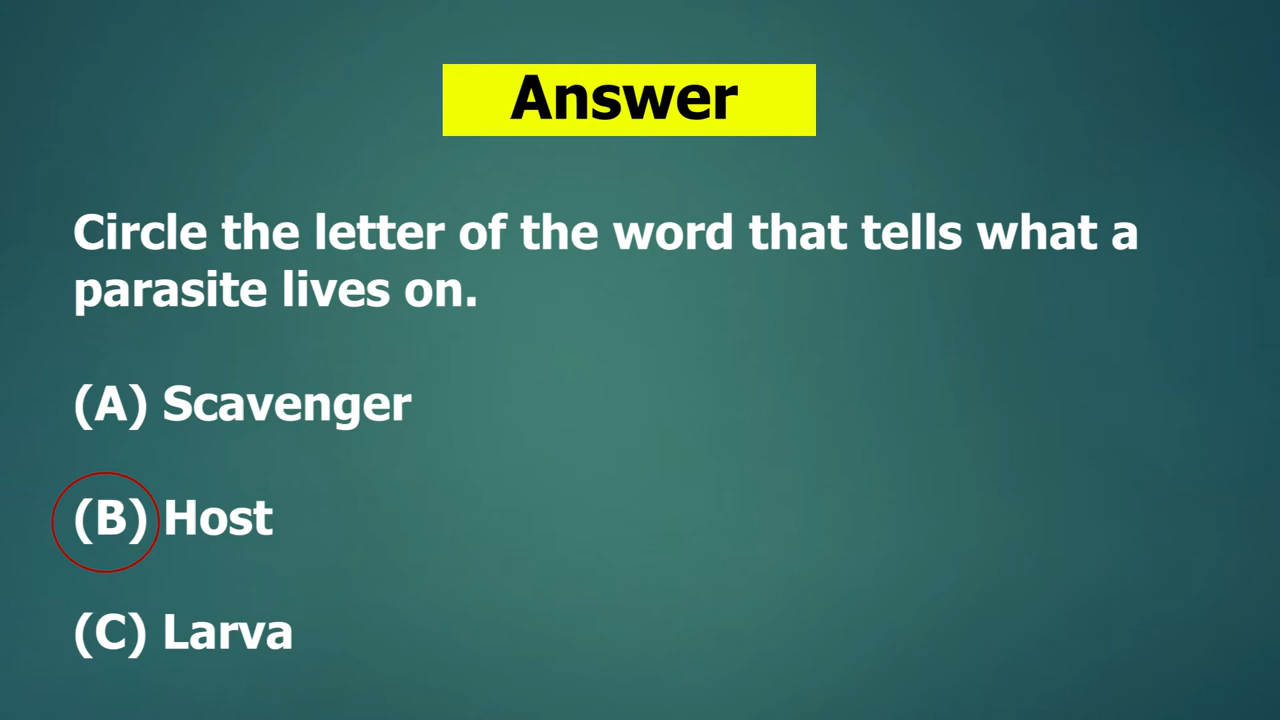 Answer
Circle the letter of the word that tells what a
parasite lives on.
(A) Scavenger
(B) Host
(C) Larva